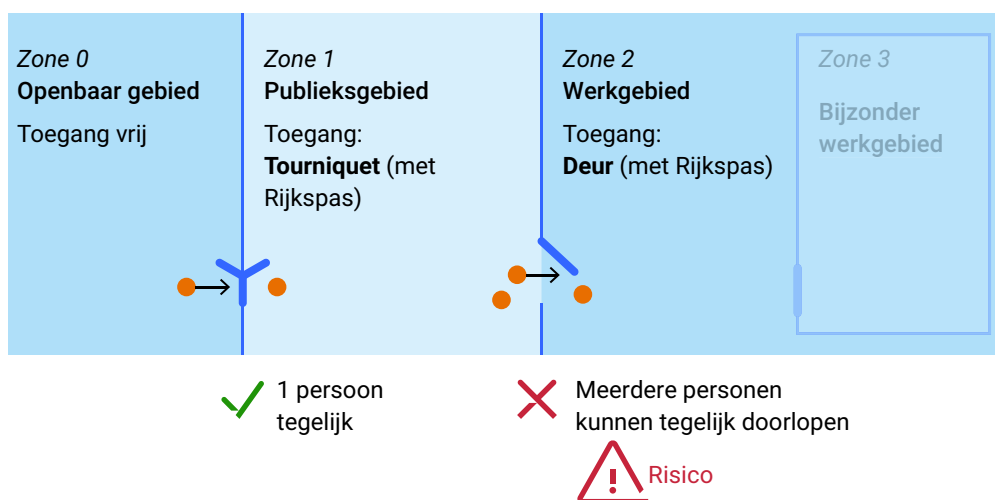 Zone 0
Openbaar gebied
Toegang vrij
Zone 1
Publieksgebied
Toegang:
Tourniquet (met
Rijkspas)
Zone 2
Werkgebied
Toegang:
Deur (met Rijkspas)
Zone 3
Bijzonder
werkgebied
1 persoon
tegelijk
Meerdere personen
kunnen tegelijk doorlopen
Risico